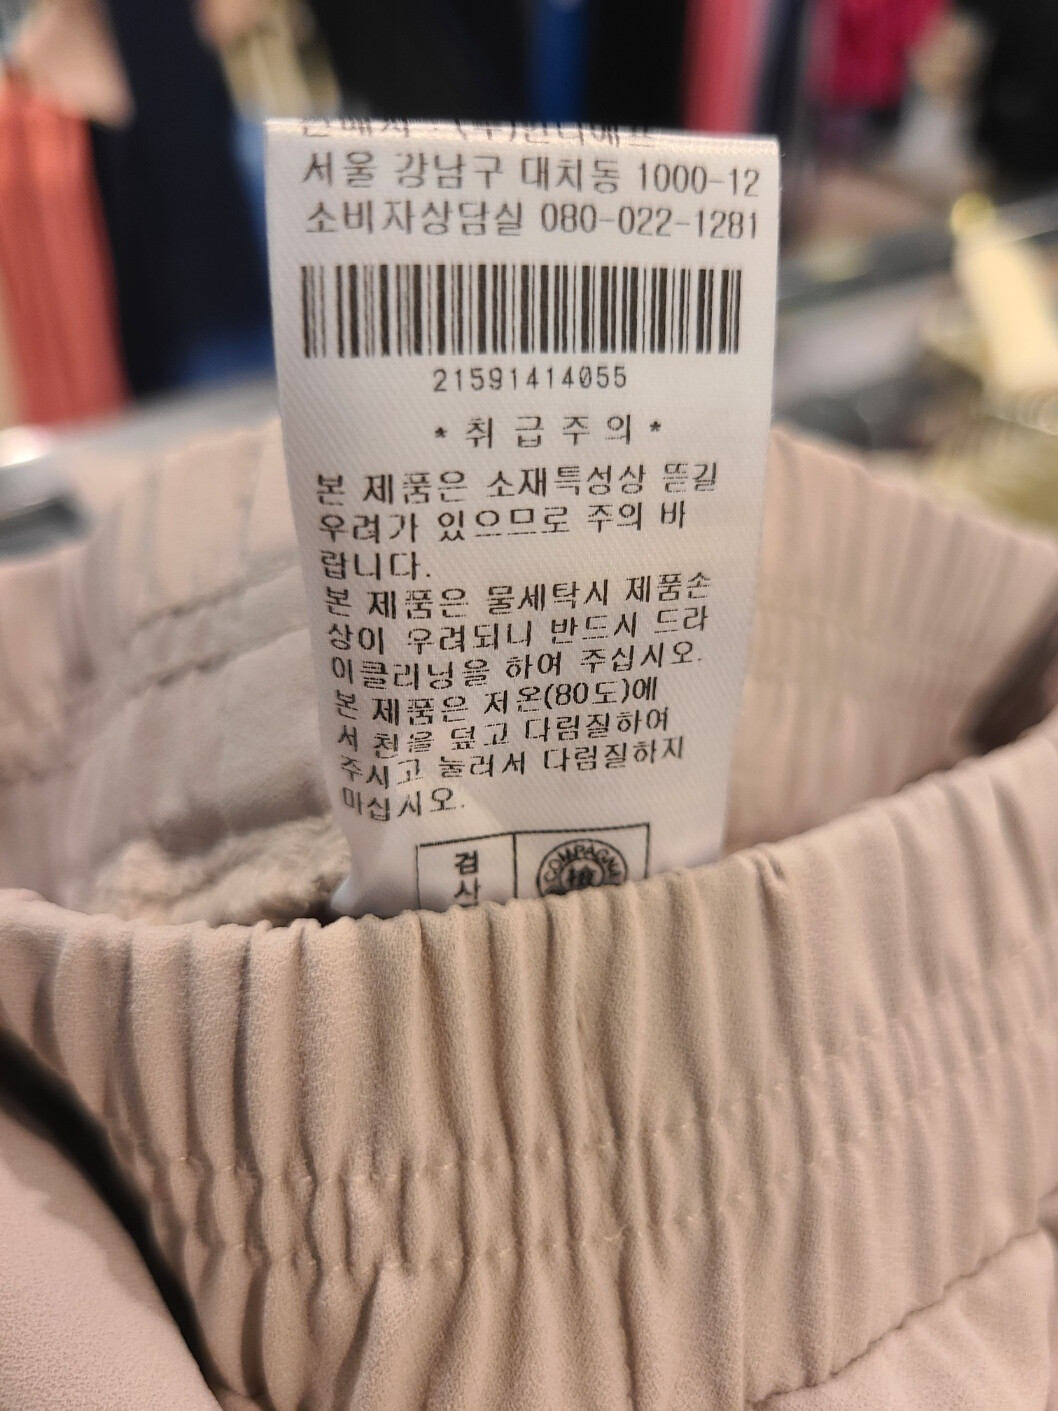 서울 강남구 대치동 1000-12
소비자상담실 080-022-1281
21591414055
* 취 급 주 의 *
본 제품은 소재특성상 뜯길
우려가 있으므로 주의 바
랍니다.
본 제품은 물세탁시 제품손
상이 우려되니 반드시 드라
이클리닝을 하여 주십시오.
본 제품은 저온(80도)에
서 천을 덮고 다림질하여
주시고 눌러서 다림질하지
마십시오.
검
사
COMPAGNE